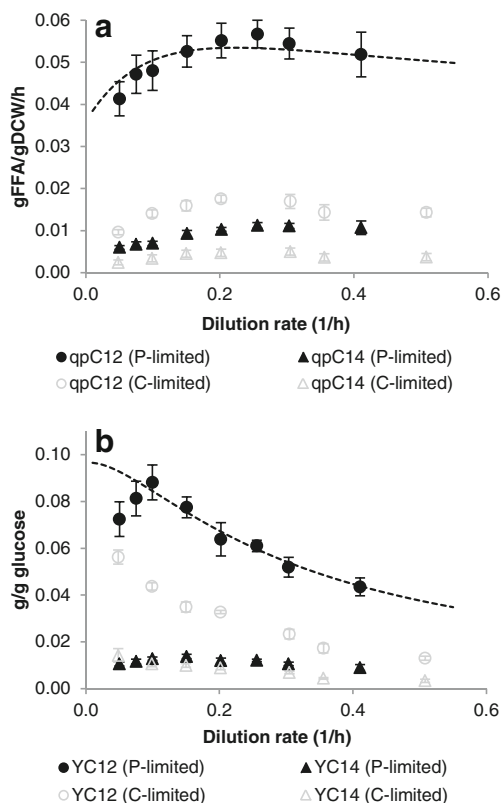 a
0.06
0.05
0.04
0.03
0.02
0.01
0.00
gFFA/gDCW/h
0.0 0.2 0.4 0.6
Dilution rate (1/h)
qpC12 (P-limited) qpC14 (P-limited)
qpC12 (C-limited) qpC14 (C-limited)
b
0.10
0.08
0.06
0.04
0.02
0.00
g/g glucose
0.0 0.2 0.4 0.6
Dilution rate (1/h)
YC12 (P-limited) YC14 (P-limited)
YC12 (C-limited) YC14 (C-limited)